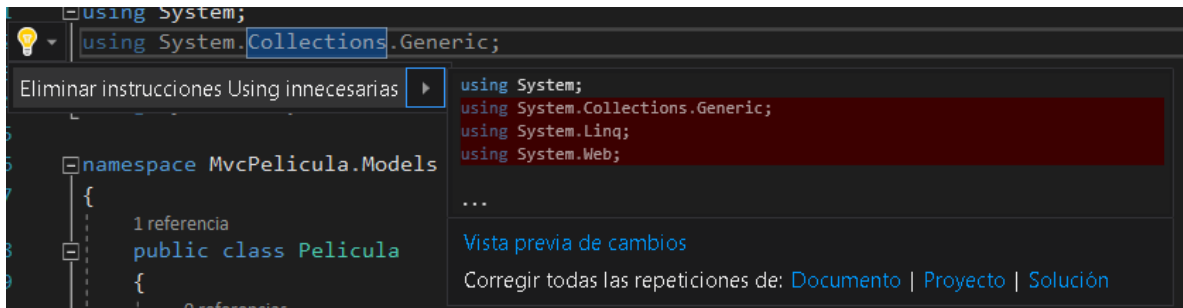 using System;
using System.Collections.Generic;
Eliminar instrucciones Using innecesarias
using System;
using System.Collections.Generic;
using System.Linq;
using System.Web;
...
namespace MvcPelicula.Models
{
1 referencia
public class Pelicula
{
Vista previa de cambios
Corregir todas las repeticiones de: Documento | Proyecto | Solución